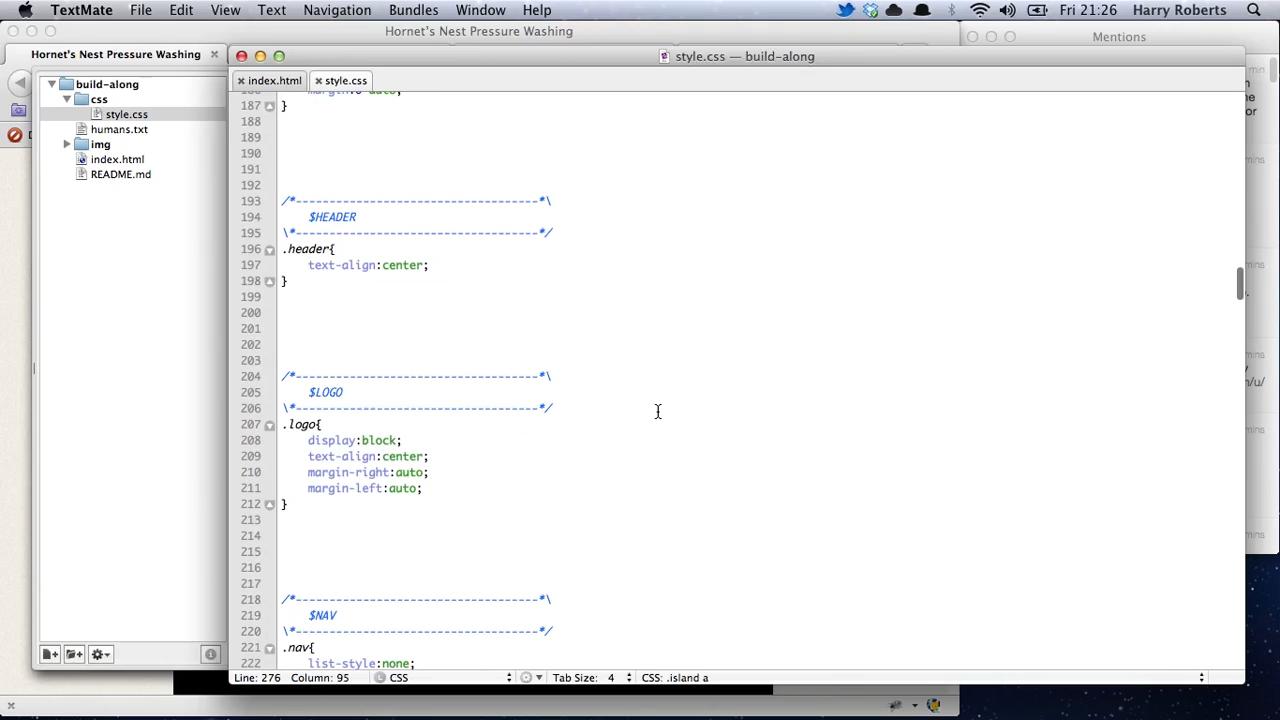 TextMate File Edit View Text Navigation Bundles Window Help Fri 21:26 Harry Roberts
Hornet's Nest Pressure Washing
Mentions
Hornet's Nest Pressure Washing
style.css — build-along
build-along
css
style.css
humans.txt
img
index.html
README.md
index.html style.css
187 }
188
189
190
191
192
193 /*------------------------------------*\
194 $HEADER
195 \*------------------------------------*/
196 .header{
197 text-align:center;
198 }
199
200
201
202
203
204 /*------------------------------------*\
205 $LOGO
206 \*------------------------------------*/
207 .logo{
208 display:block;
209 text-align:center;
210 margin-right:auto;
211 margin-left:auto;
212 }
213
214
215
216
217
218 /*------------------------------------*\
219 $NAV
220 \*------------------------------------*/
221 .nav{
222 list-style:none;
Line: 276 Column: 95 CSS Tab Size: 4 CSS: .island a